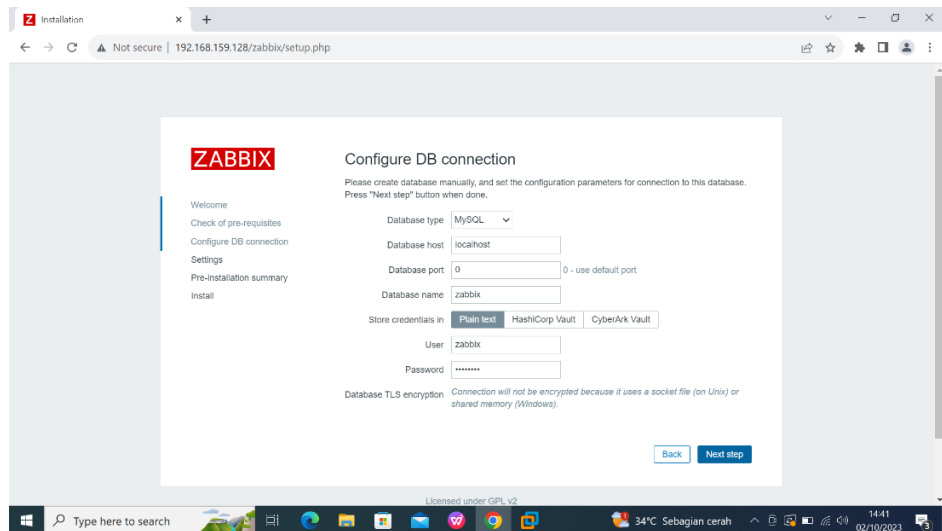 Z Installation
Not secure | 192.168.159.128/zabbix/setup.php
ZABBIX
Welcome
Check of pre-requisites
Configure DB connection
Settings
Pre-installation summary
Install
Configure DB connection
Please create database manually, and set the configuration parameters for connection to this database.
Press "Next step" button when done.
Database type MySQL
Database host localhost
Database port 0 0 - use default port
Database name zabbix
Store credentials in Plain text HashiCorp Vault CyberArk Vault
User zabbix
Password ••••••••
Database TLS encryption Connection will not be encrypted because it uses a socket file (on Unix) or
shared memory (Windows).
Back Next step
Licensed under GPL v2
Type here to search
34°C Sebagian cerah
14:41
02/10/2023